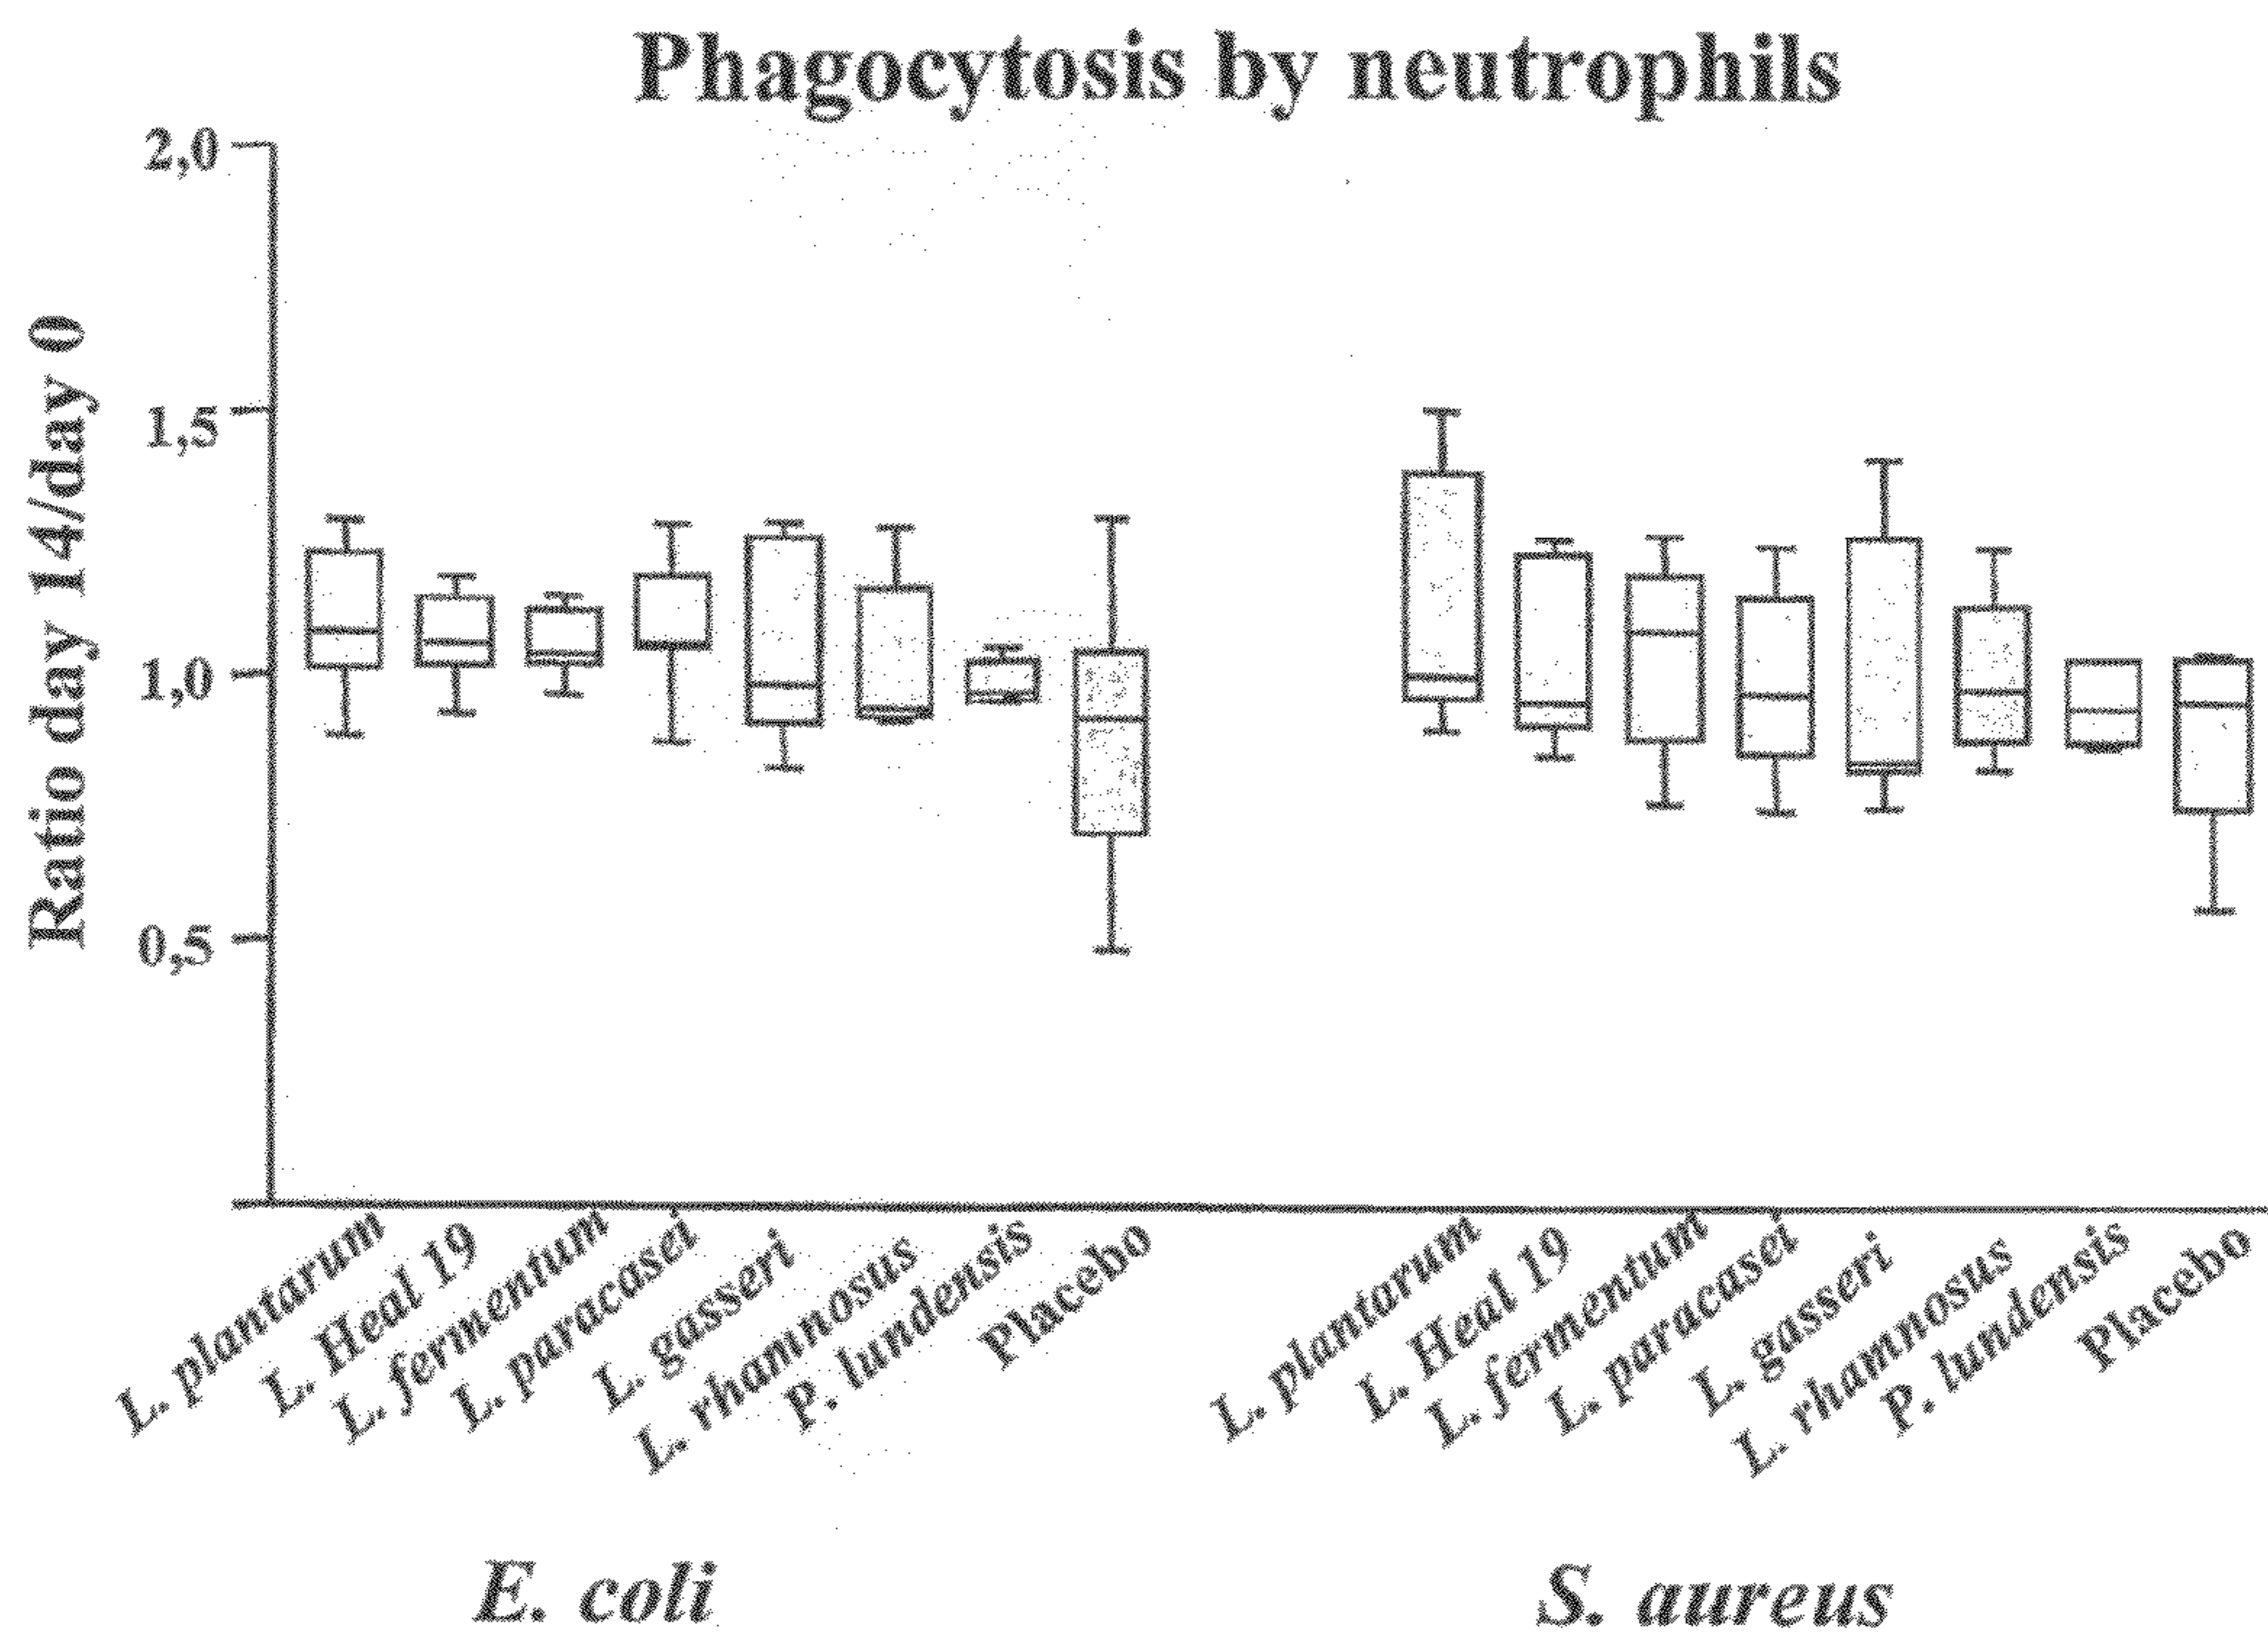 Phagocytosis by neutrophils
Ratio day 14/day 0
2,0
1,5
1,0
0,5
L. plantarum
L. Heal 19
L. fermentum
L. paracasei
L. gasseri
L. rhamnosus
P. lundensis
Placebo
L. plantarum
L. Heal 19
L. fermentum
L. paracasei
L. gasseri
L. rhamnosus
P. lundensis
Placebo
E. coli
S. aureus